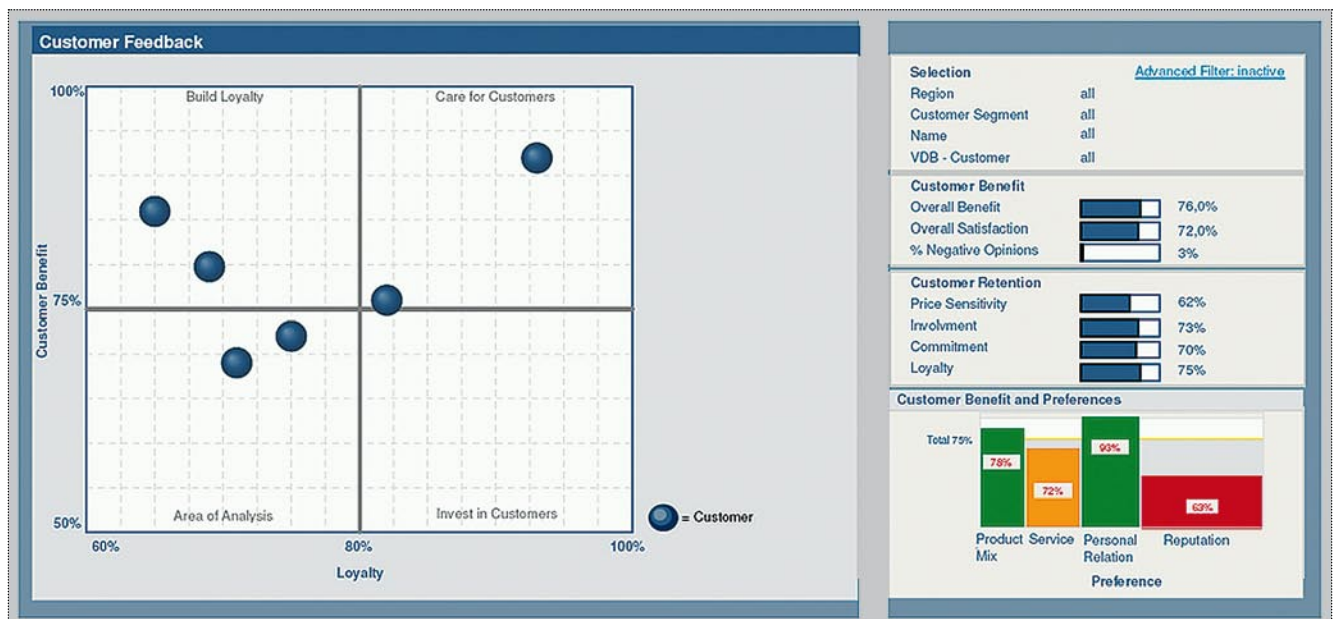 Customer Feedback
100%
Build Loyalty
Care for Customers
75%
Customer Benefit
50%
Area of Analysis
Invest in Customers
60%
80%
100%
Loyalty
= Customer
Selection
Advanced Filter: inactive
Region all
Customer Segment all
Name all
VDB - Customer all
Customer Benefit
Overall Benefit 76,0%
Overall Satisfaction 72,0%
% Negative Opinions 3%
Customer Retention
Price Sensitivity 62%
Involvment 73%
Commitment 70%
Loyalty 75%
Customer Benefit and Preferences
Total 75%
78%
72%
93%
63%
Product Mix
Service
Personal Relation
Reputation
Preference